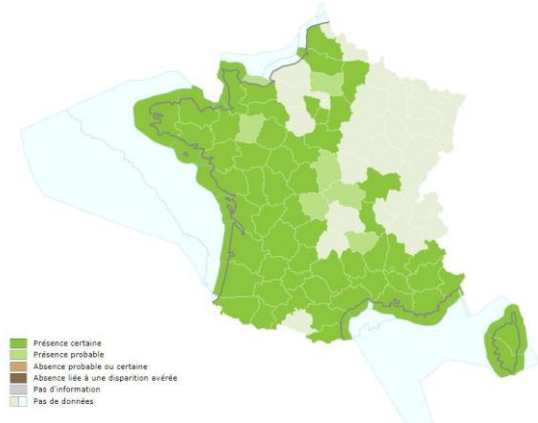 Présence certaine
Présence probable
Absence probable ou certaine
Absence liée à une disparition avérée
Pas d'information
Pas de données